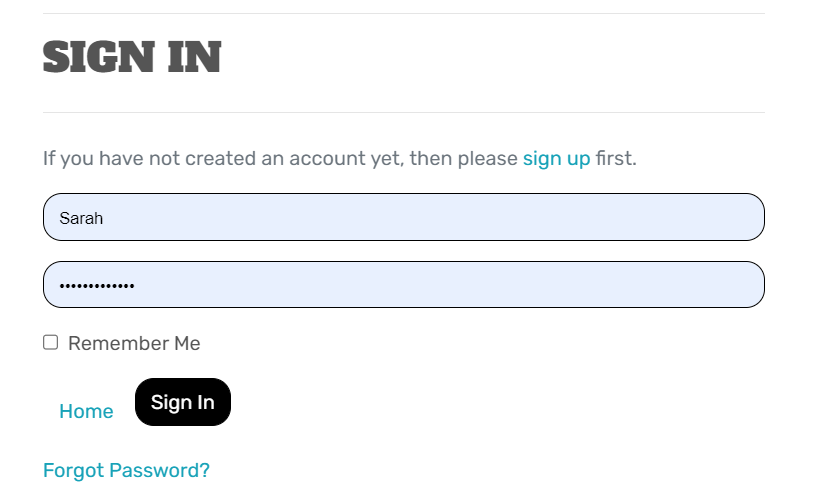 SIGN IN
If you have not created an account yet, then please sign up first.
Sarah
•••••••••••••
Remember Me
Home Sign In
Forgot Password?